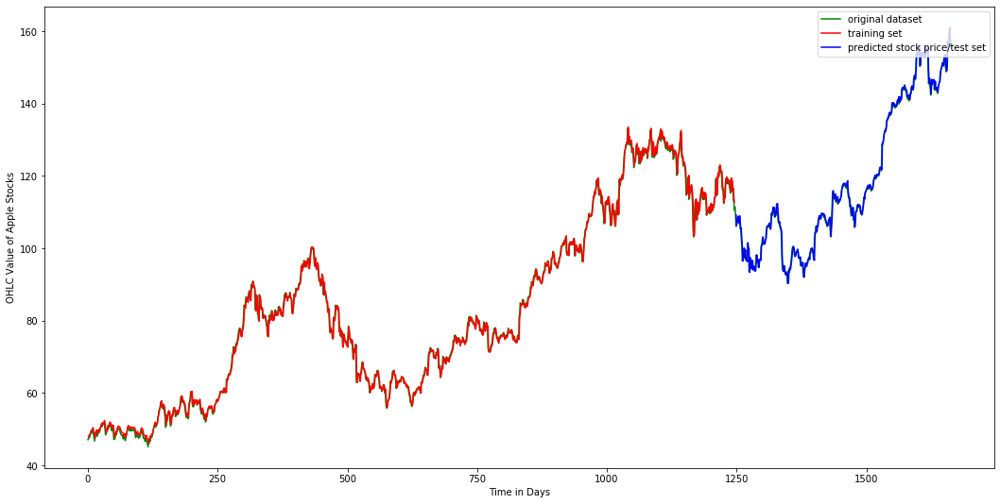 original dataset
training set
predicted stock price/test set
OHLC Value of Apple Stocks
160
140
120
100
80
60
40
0
250
500
750
1000
1250
1500
Time in Days